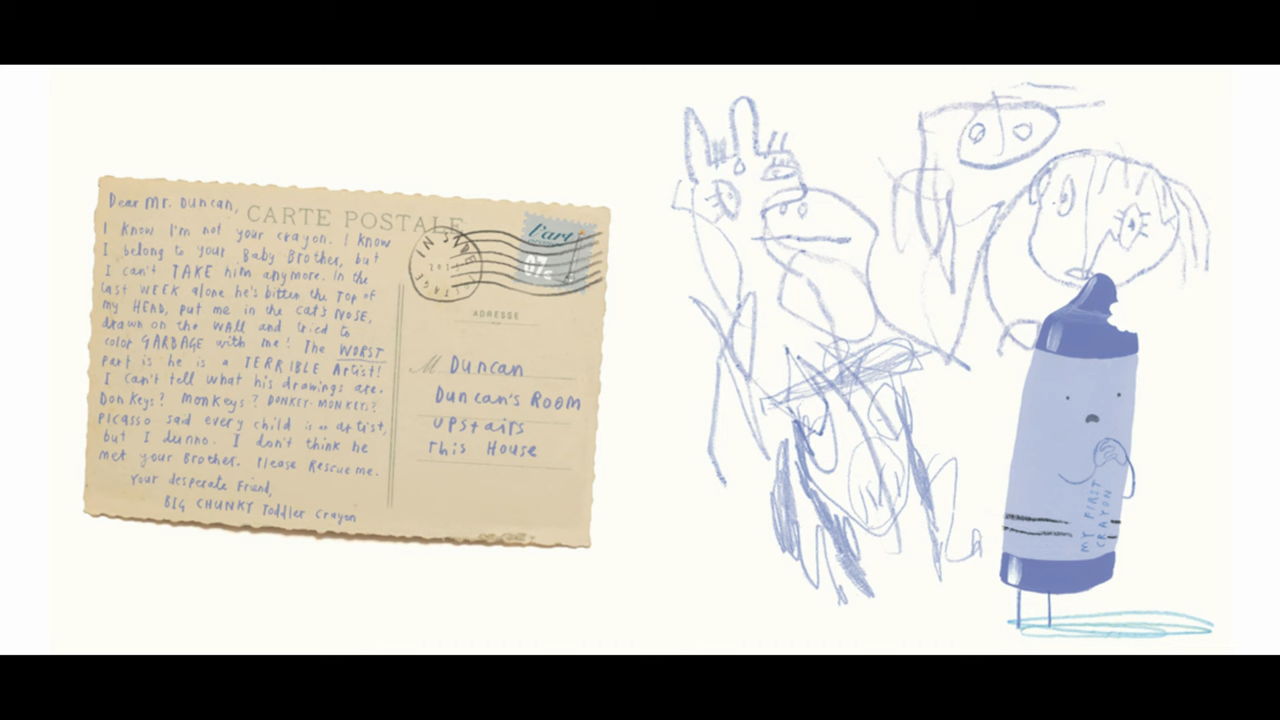 Dear Mr. Duncan,
I know I'm not your crayon. I know
I belong to your Baby Brother, but
I can't TAKE him anymore. In the
last WEEK alone he's bitten the Top of
my HEAD, put me in the cat's NOSE,
drawn on the WALL and tried to
color GARBAGE with me! The WORST
part is he is a TERRIBLE Artist!
I can't tell what his drawings are.
Donkeys? Monkeys? DONKEY-MONKEYS?
Picasso said every child is an artist,
but I dunno. I don't think he
met your Brother. Please Rescue me.
Your desperate Friend,
BIG CHUNKY Toddler Crayon
CARTE POSTALE
L'art
ADRESSE
M Duncan
Duncan's Room
upstairs
This House
MY FIRST
CRAYON